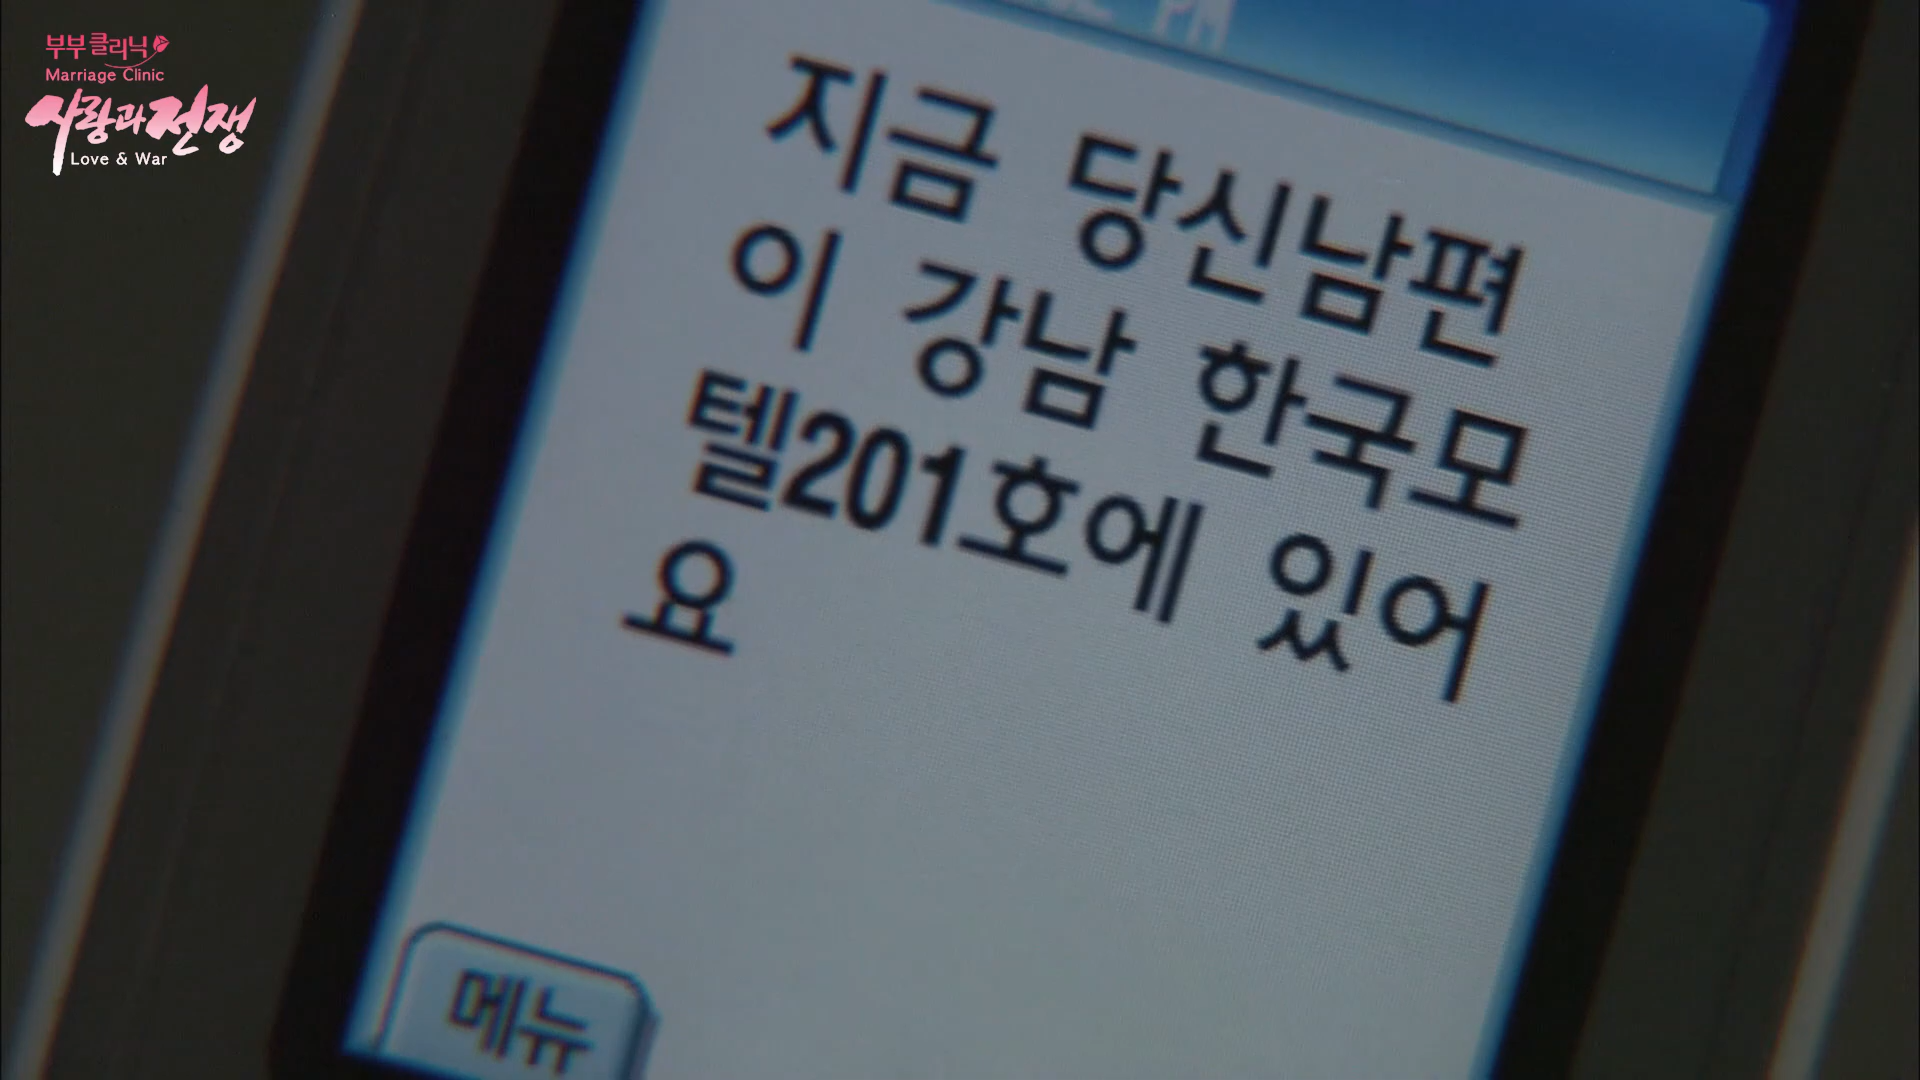 부부클리닉
Marriage Clinic
사랑과전쟁
Love & War
PM
지금 당신남편
이 강남 한국모
텔201호에 있어
요
메뉴